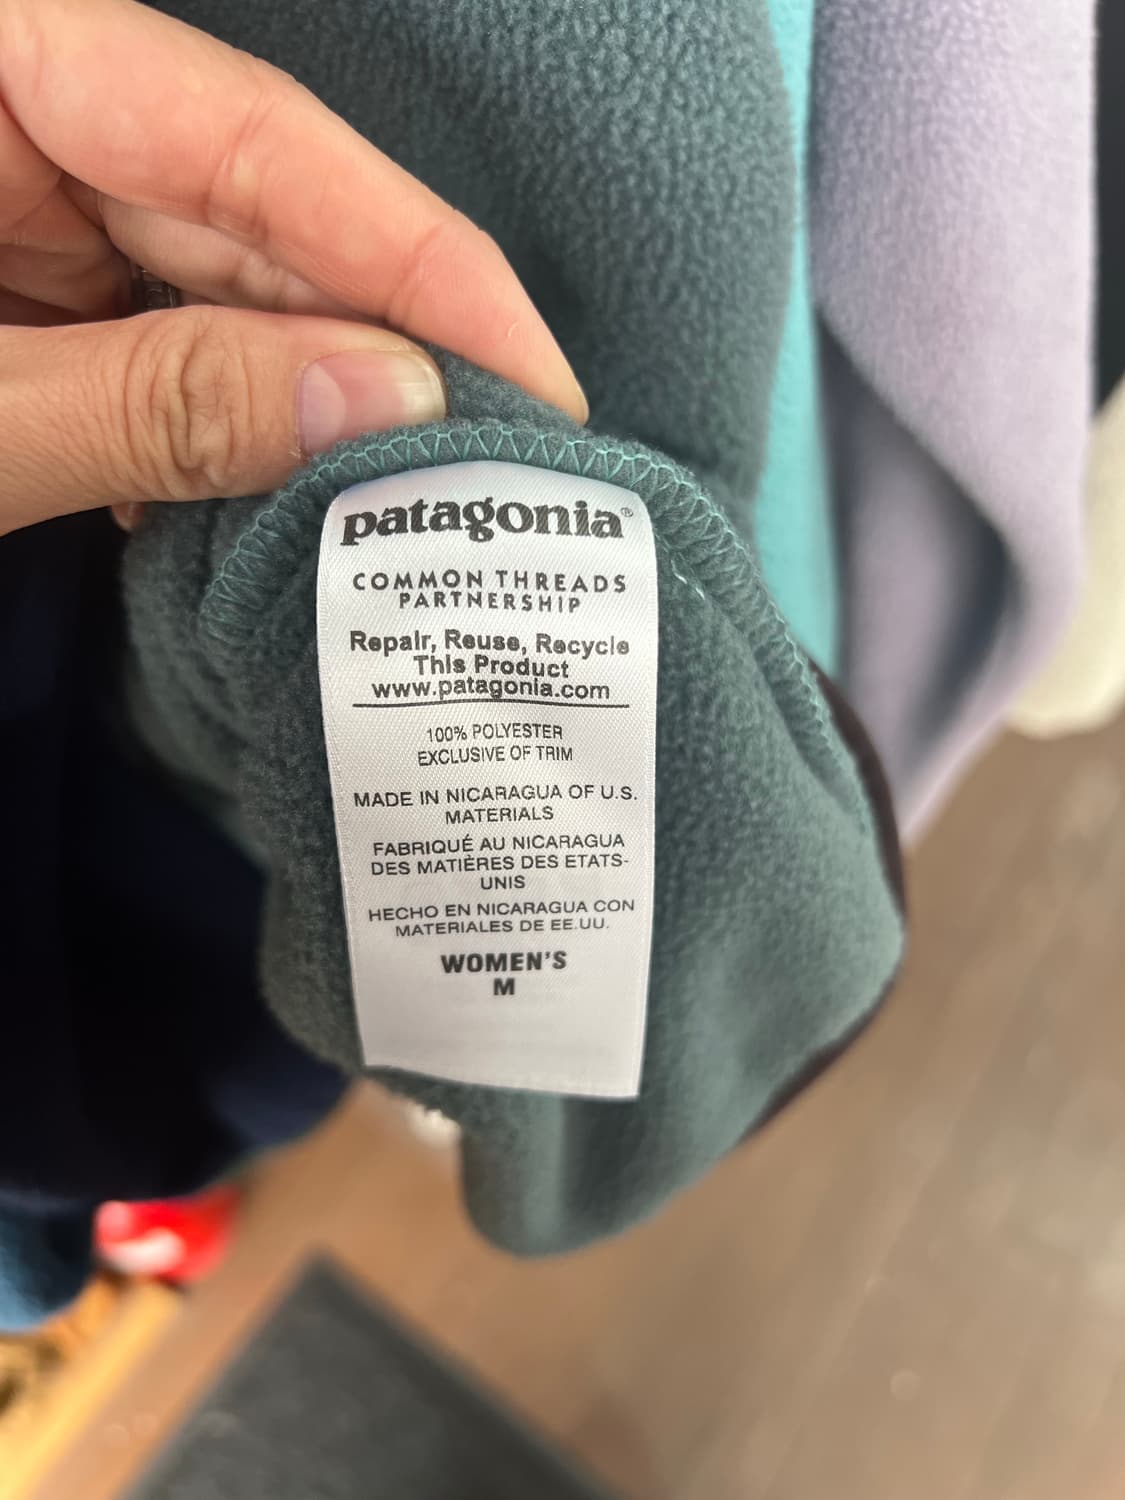 patagonia®
COMMON THREADS
PARTNERSHIP
Repair, Reuse, Recycle
This Product
www.patagonia.com
100% POLYESTER
EXCLUSIVE OF TRIM
MADE IN NICARAGUA OF U.S.
MATERIALS
FABRIQUÉ AU NICARAGUA
DES MATIÈRES DES ETATS-
UNIS
HECHO EN NICARAGUA CON
MATERIALES DE EE.UU.
WOMEN'S
M